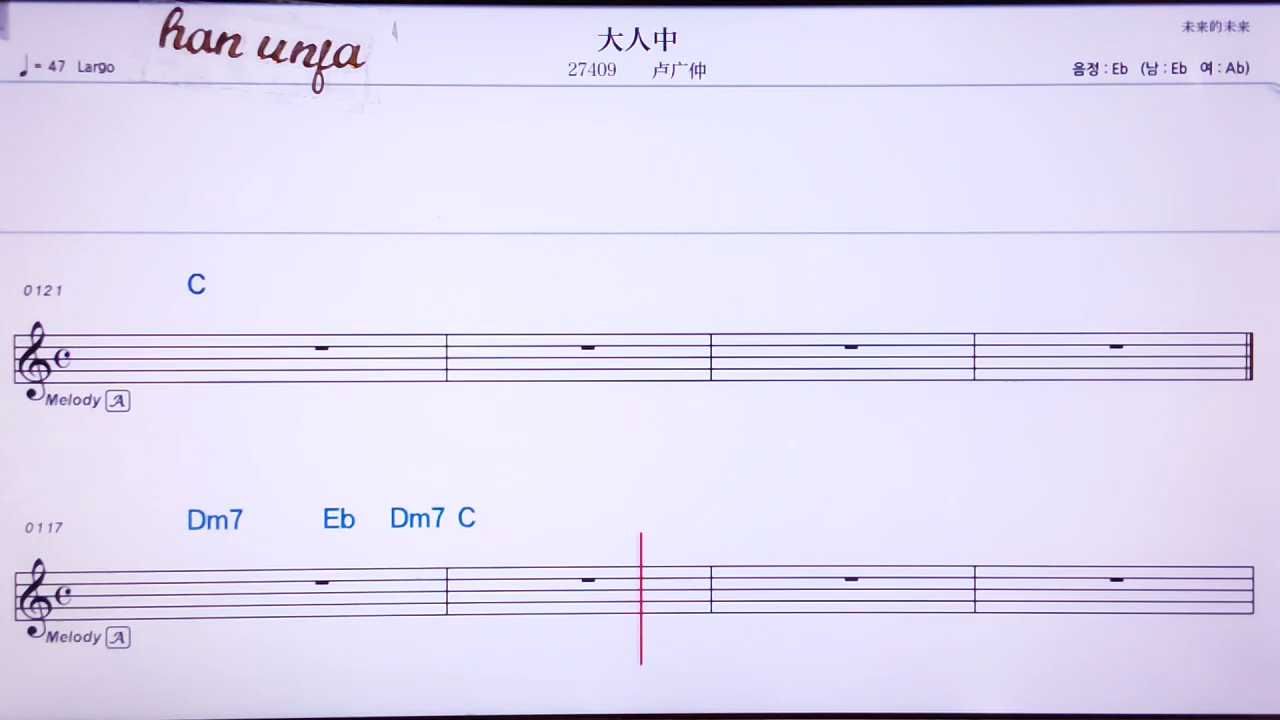 han unfa
大人中
未来的未来
♩= 47 Largo
27409 卢广仲
음정 : Eb (남 : Eb 여 : Ab)
0121
C
Melody A
0117
Dm7 Eb Dm7 C
Melody A